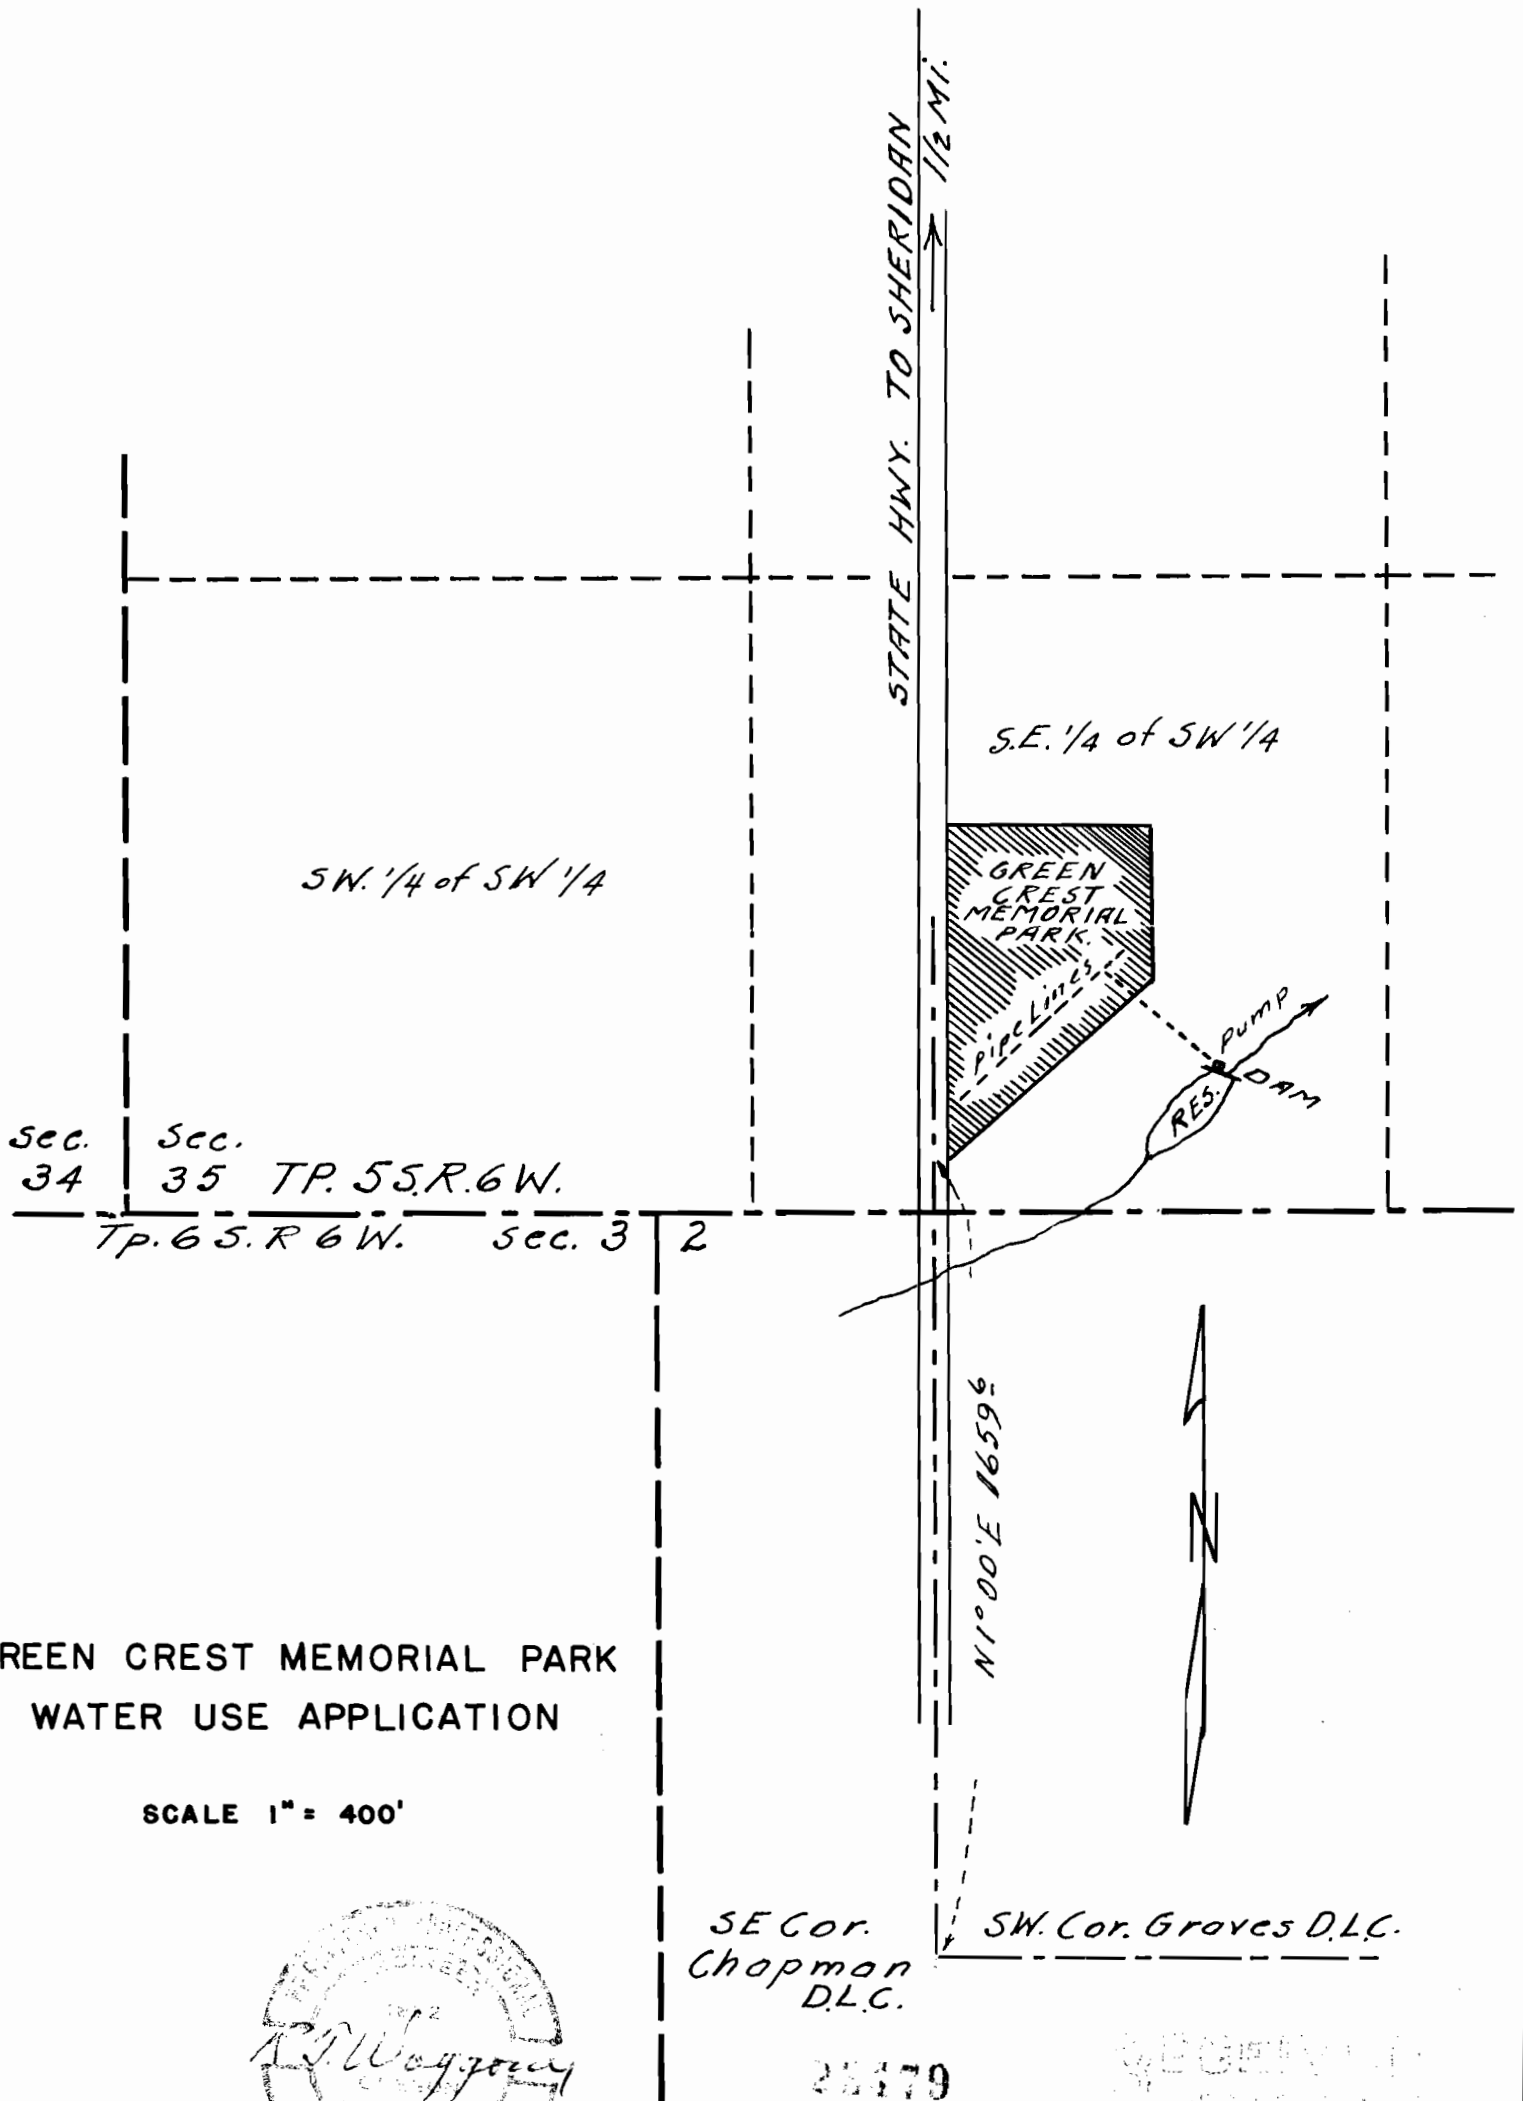 STATE HWY. TO SHERIDAN
1/2 Mi.
S.E. 1/4 of SW 1/4
SW. 1/4 of SW 1/4
GREEN
CREST
MEMORIAL
PARK.
pipe Lines
Pump
DAM
RES.
Sec.
34
Sec.
35 TP. 5 S. R. 6 W.
Tp. 6 S. R 6 W. Sec. 3 2
N1°00'E 1659.6
N
REEN CREST MEMORIAL PARK
WATER USE APPLICATION
SCALE 1" = 400'
SE Cor.
Chapman
D.L.C.
SW. Cor. Graves D.L.C.